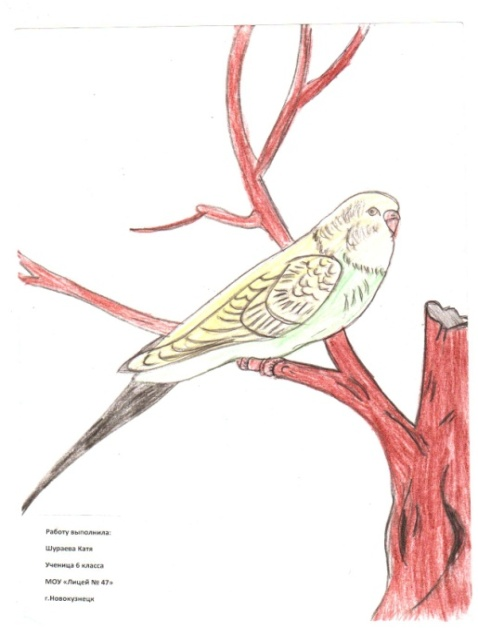 Работу выполнила:
Шураева Катя
Ученица 6 класса
МОУ «Лицей № 47»
г.Новокузнецк